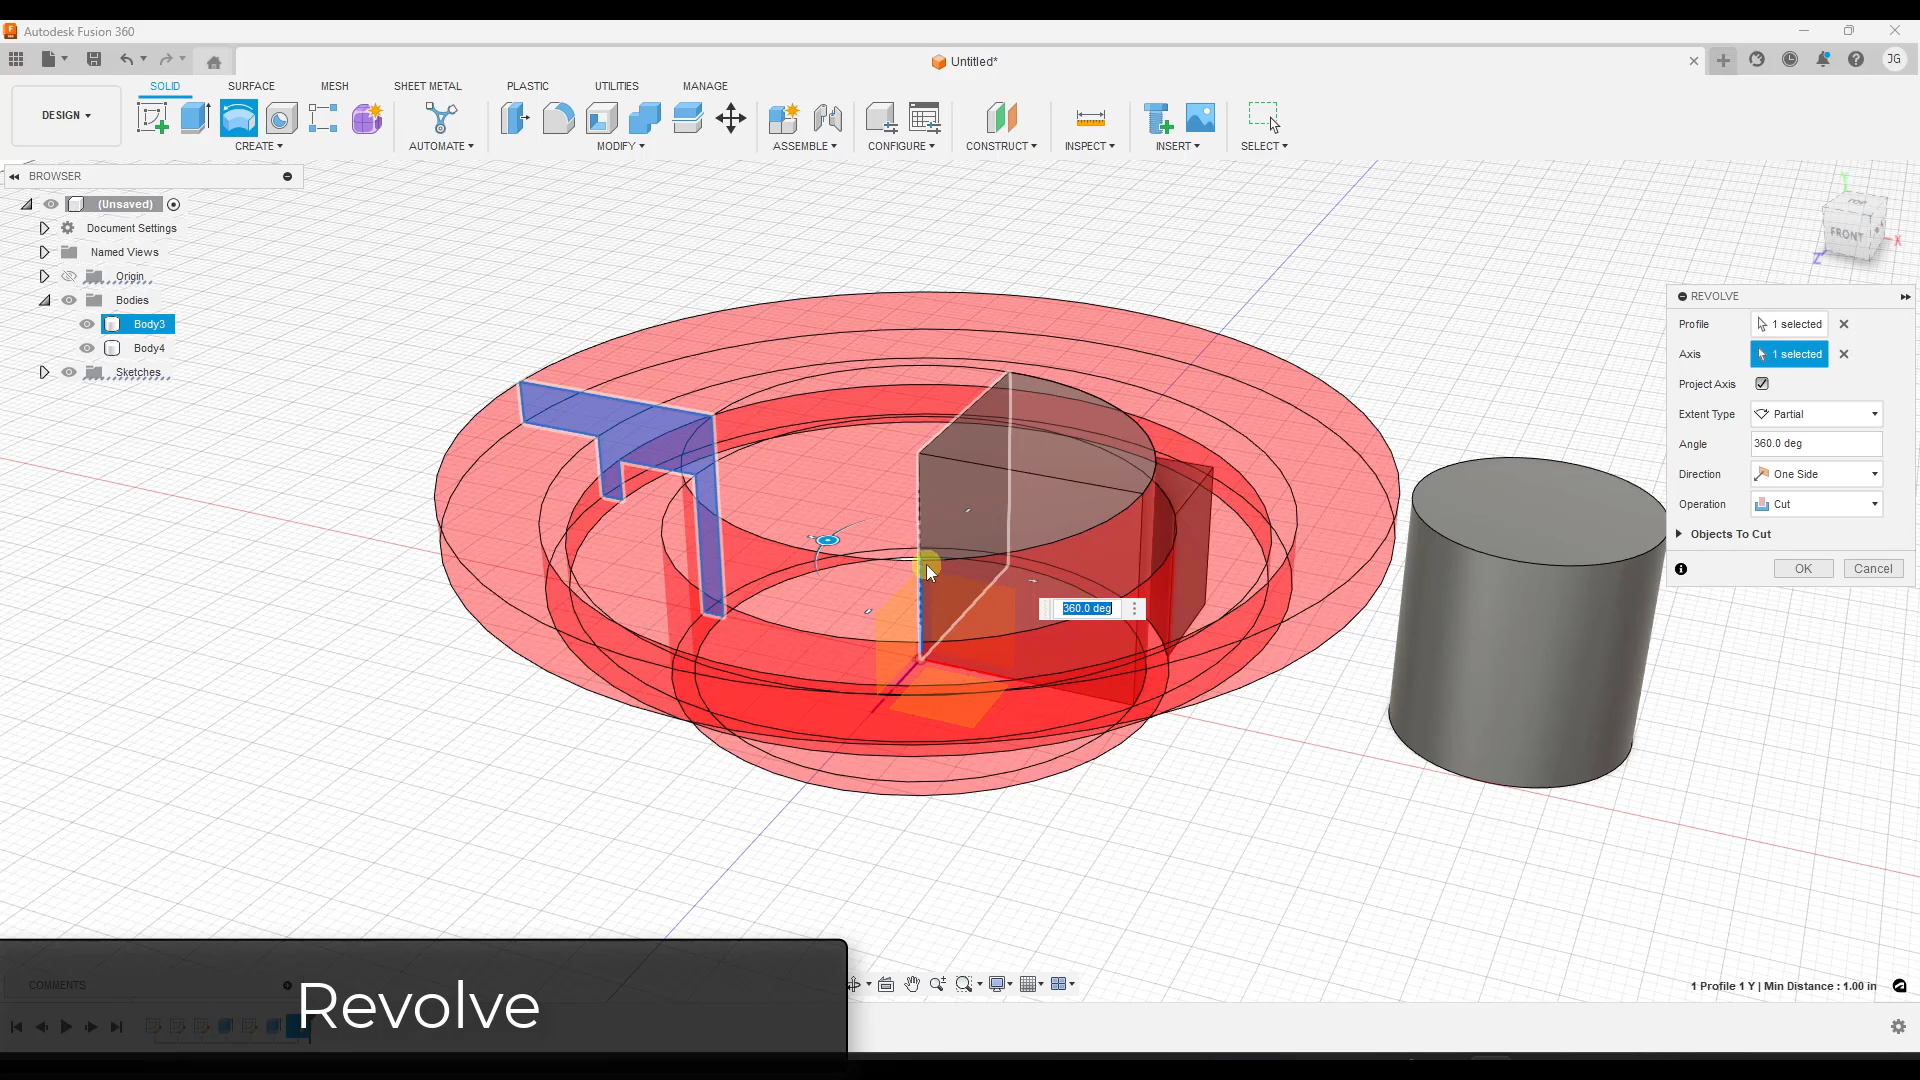 Autodesk Fusion 360
Untitled*
JG
DESIGN
SOLID SURFACE MESH SHEET METAL PLASTIC UTILITIES MANAGE
CREATE AUTOMATE MODIFY ASSEMBLE CONFIGURE CONSTRUCT INSPECT INSERT SELECT
BROWSER
(Unsaved)
Document Settings
Named Views
Origin
Bodies
Body3
Body4
Sketches
TOP
FRONT
Y
X
Z
REVOLVE
Profile 1 selected
Axis 1 selected
Project Axis
Extent Type Partial
Angle 360.0 deg
Direction One Side
Operation Cut
Objects To Cut
OK Cancel
360.0 deg
COMMENTS
Revolve
1 Profile 1 Y | Min Distance : 1.00 in